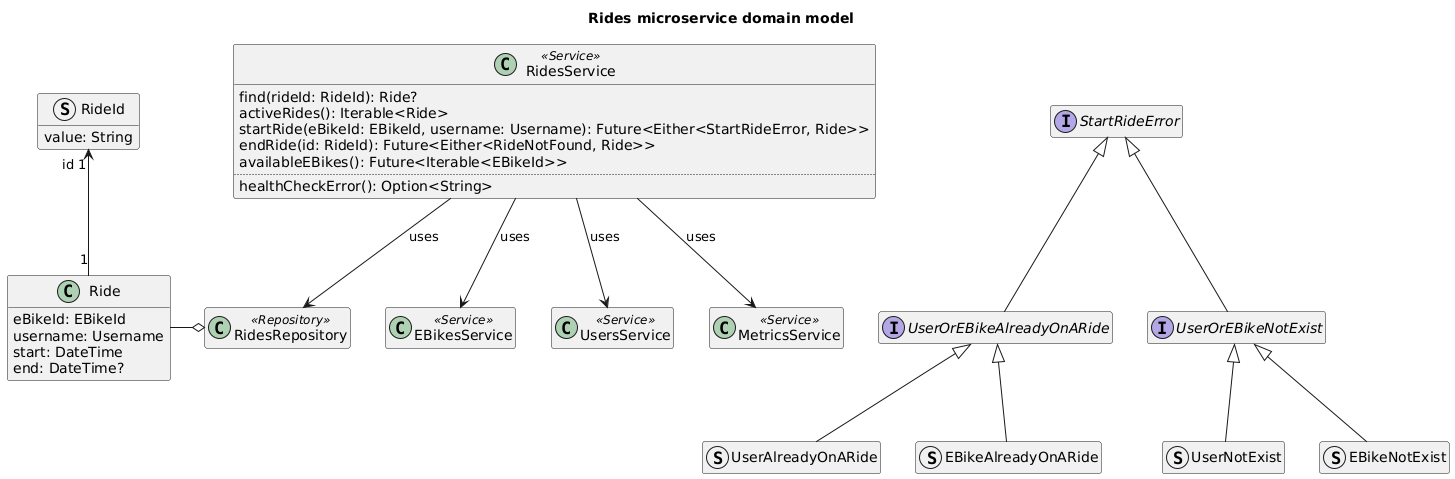 Rides microservice domain model
«Service»
C RidesService
find(rideId: RideId): Ride?
activeRides(): Iterable<Ride>
startRide(eBikeId: EBikeId, username: Username): Future<Either<StartRideError, Ride>>
endRide(id: RideId): Future<Either<RideNotFound, Ride>>
availableEBikes(): Future<Iterable<EBikeId>>
healthCheckError(): Option<String>
S RideId
value: String
I StartRideError
id 1
uses
uses
uses
uses
1
C Ride
eBikeId: EBikeId
username: Username
start: DateTime
end: DateTime?
C «Repository»
RidesRepository
C «Service»
EBikesService
C «Service»
UsersService
C «Service»
MetricsService
I UserOrEBikeAlreadyOnARide
I UserOrEBikeNotExist
S UserAlreadyOnARide
S EBikeAlreadyOnARide
S UserNotExist
S EBikeNotExist